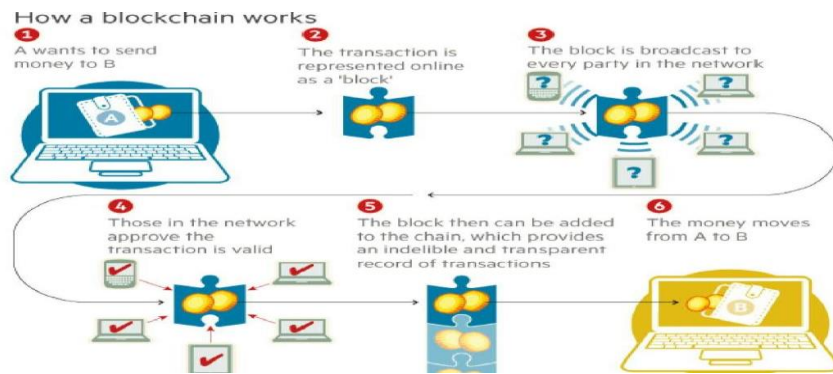 How a blockchain works
1
A wants to send
money to B
2
The transaction is
represented online
as a 'block'
3
The block is broadcast to
every party in the network
A
?
?
?
?
?
4
Those in the network
approve the
transaction is valid
5
The block then can be added
to the chain, which provides
an indelible and transparent
record of transactions
6
The money moves
from A to B
B